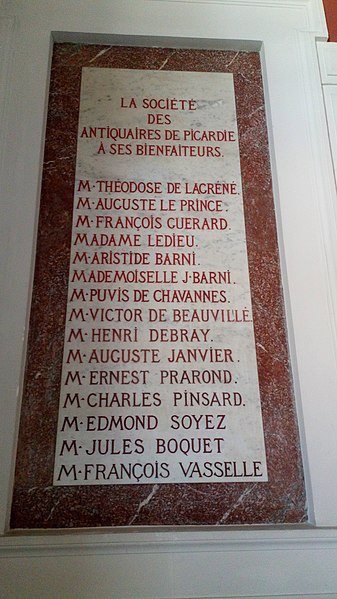 LA SOCIÉTÉ
DES
ANTIQUAIRES DE PICARDIE
À SES BIENFAITEURS.
M·THÉODOSE DE LAGRÉNÉ.
M·AUGUSTE LE PRINCE.
M·FRANÇOIS GUERARD.
MADAME LEDIEU.
M·ARISTIDE BARNI.
MADEMOISELLE J·BARNI.
M·PUVIS DE CHAVANNES.
M·VICTOR DE BEAUVILLÉ
M·HENRI DEBRAY.
M·AUGUSTE JANVIER.
M·ERNEST PRAROND.
M·CHARLES PINSARD.
M·EDMOND SOYEZ
M·JULES BOQUET
M·FRANÇOIS VASSELLE